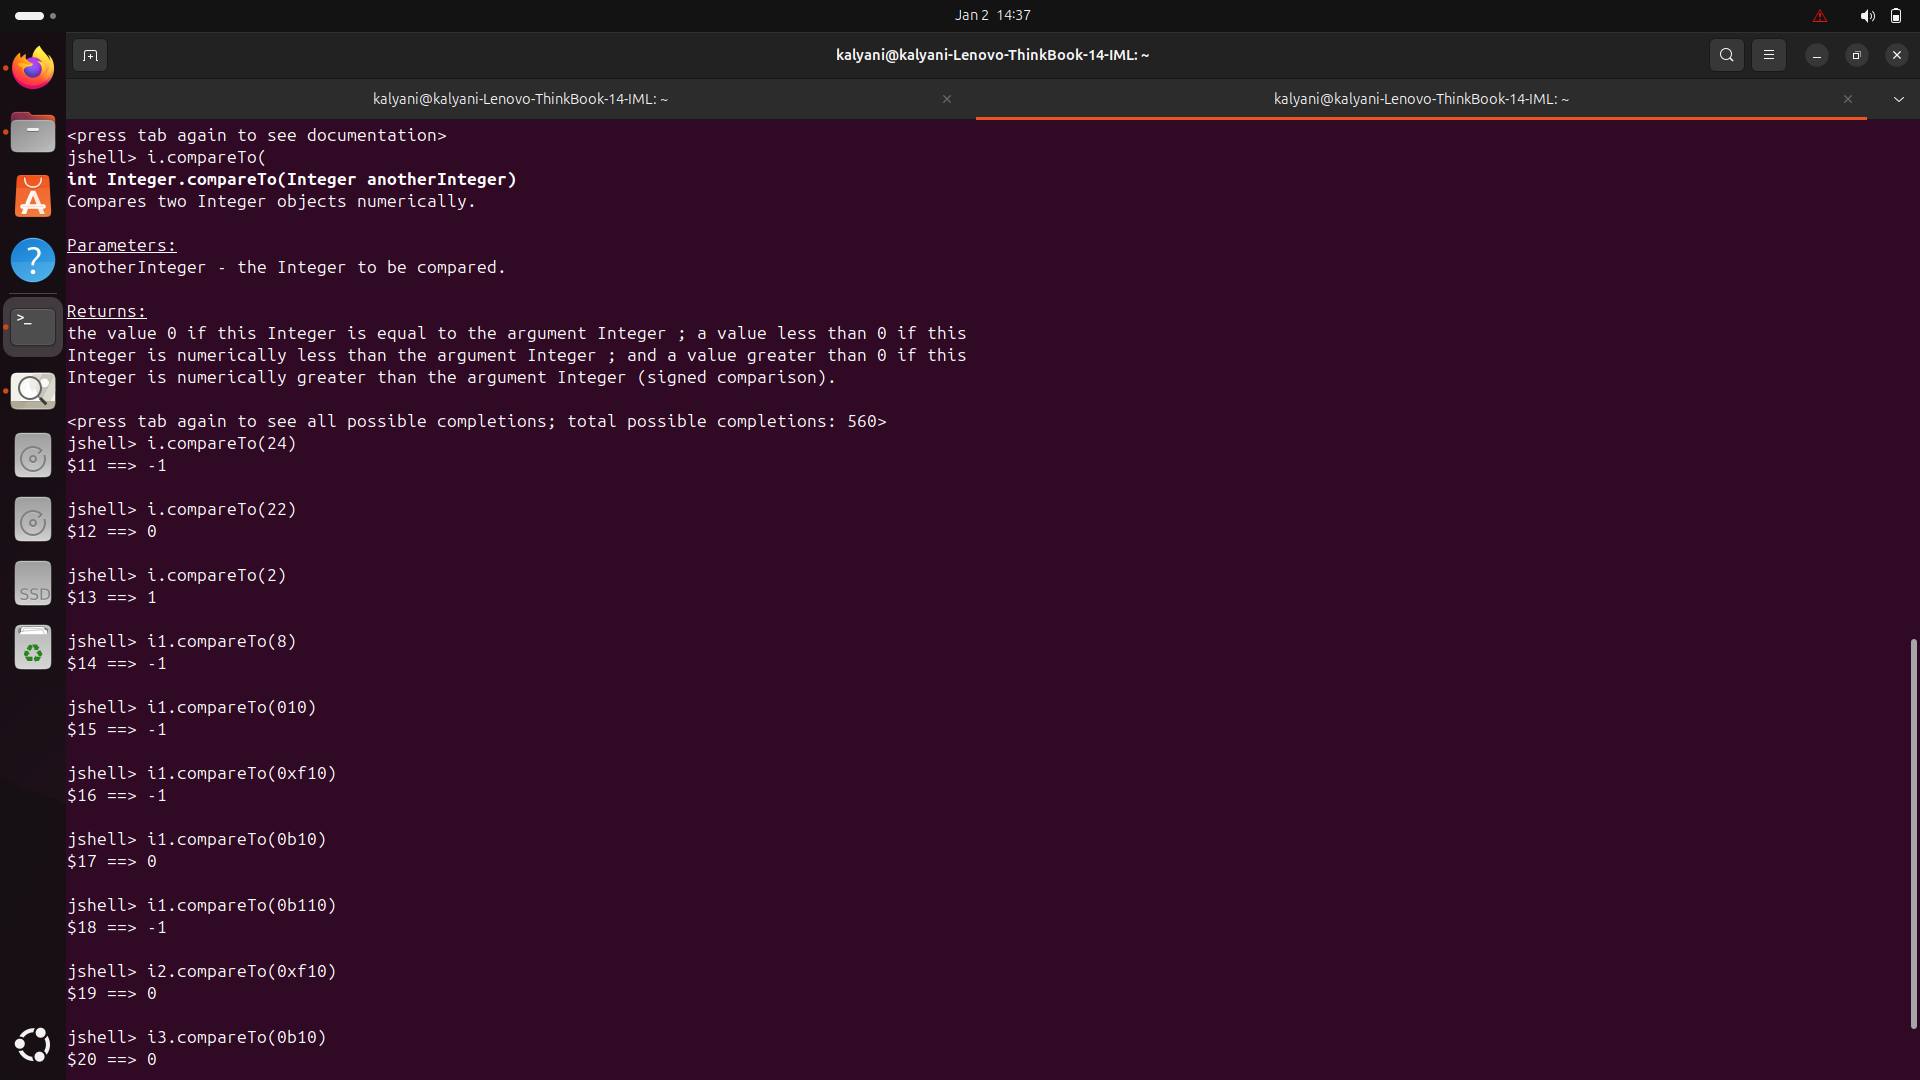 Jan 2 14:37
kalyani@kalyani-Lenovo-ThinkBook-14-IML: ~
kalyani@kalyani-Lenovo-ThinkBook-14-IML: ~
kalyani@kalyani-Lenovo-ThinkBook-14-IML: ~
<press tab again to see documentation>
jshell> i.compareTo(
int Integer.compareTo(Integer anotherInteger)
Compares two Integer objects numerically.
Parameters:
anotherInteger - the Integer to be compared.
Returns:
the value 0 if this Integer is equal to the argument Integer ; a value less than 0 if this
Integer is numerically less than the argument Integer ; and a value greater than 0 if this
Integer is numerically greater than the argument Integer (signed comparison).
<press tab again to see all possible completions; total possible completions: 560>
jshell> i.compareTo(24)
$11 ==> -1
jshell> i.compareTo(22)
$12 ==> 0
jshell> i.compareTo(2)
$13 ==> 1
jshell> i1.compareTo(8)
$14 ==> -1
jshell> i1.compareTo(010)
$15 ==> -1
jshell> i1.compareTo(0xf10)
$16 ==> -1
jshell> i1.compareTo(0b10)
$17 ==> 0
jshell> i1.compareTo(0b110)
$18 ==> -1
jshell> i2.compareTo(0xf10)
$19 ==> 0
jshell> i3.compareTo(0b10)
$20 ==> 0
SSD